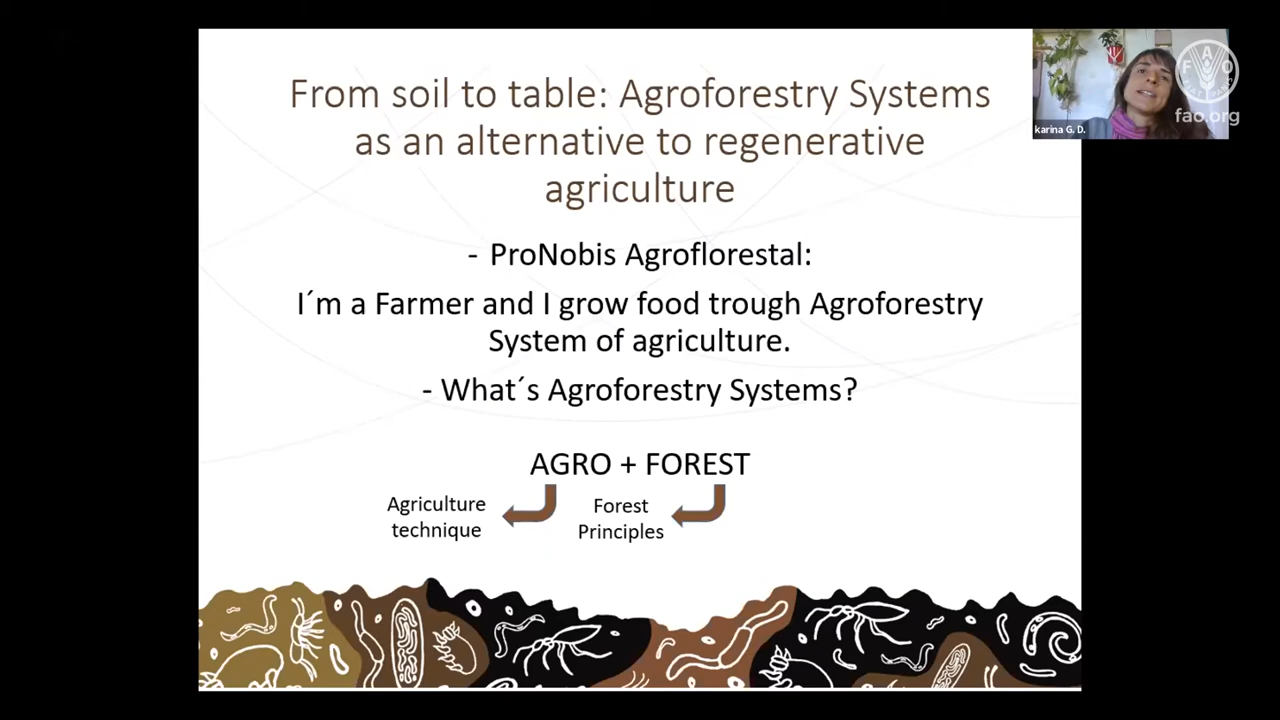 From soil to table: Agroforestry Systems
as an alternative to regenerative
agriculture
- ProNobis Agroflorestal:
I´m a Farmer and I grow food trough Agroforestry
System of agriculture.
- What´s Agroforestry Systems?
AGRO + FOREST
Agriculture
technique
Forest
Principles
karina G. D.
F A O
fao.org